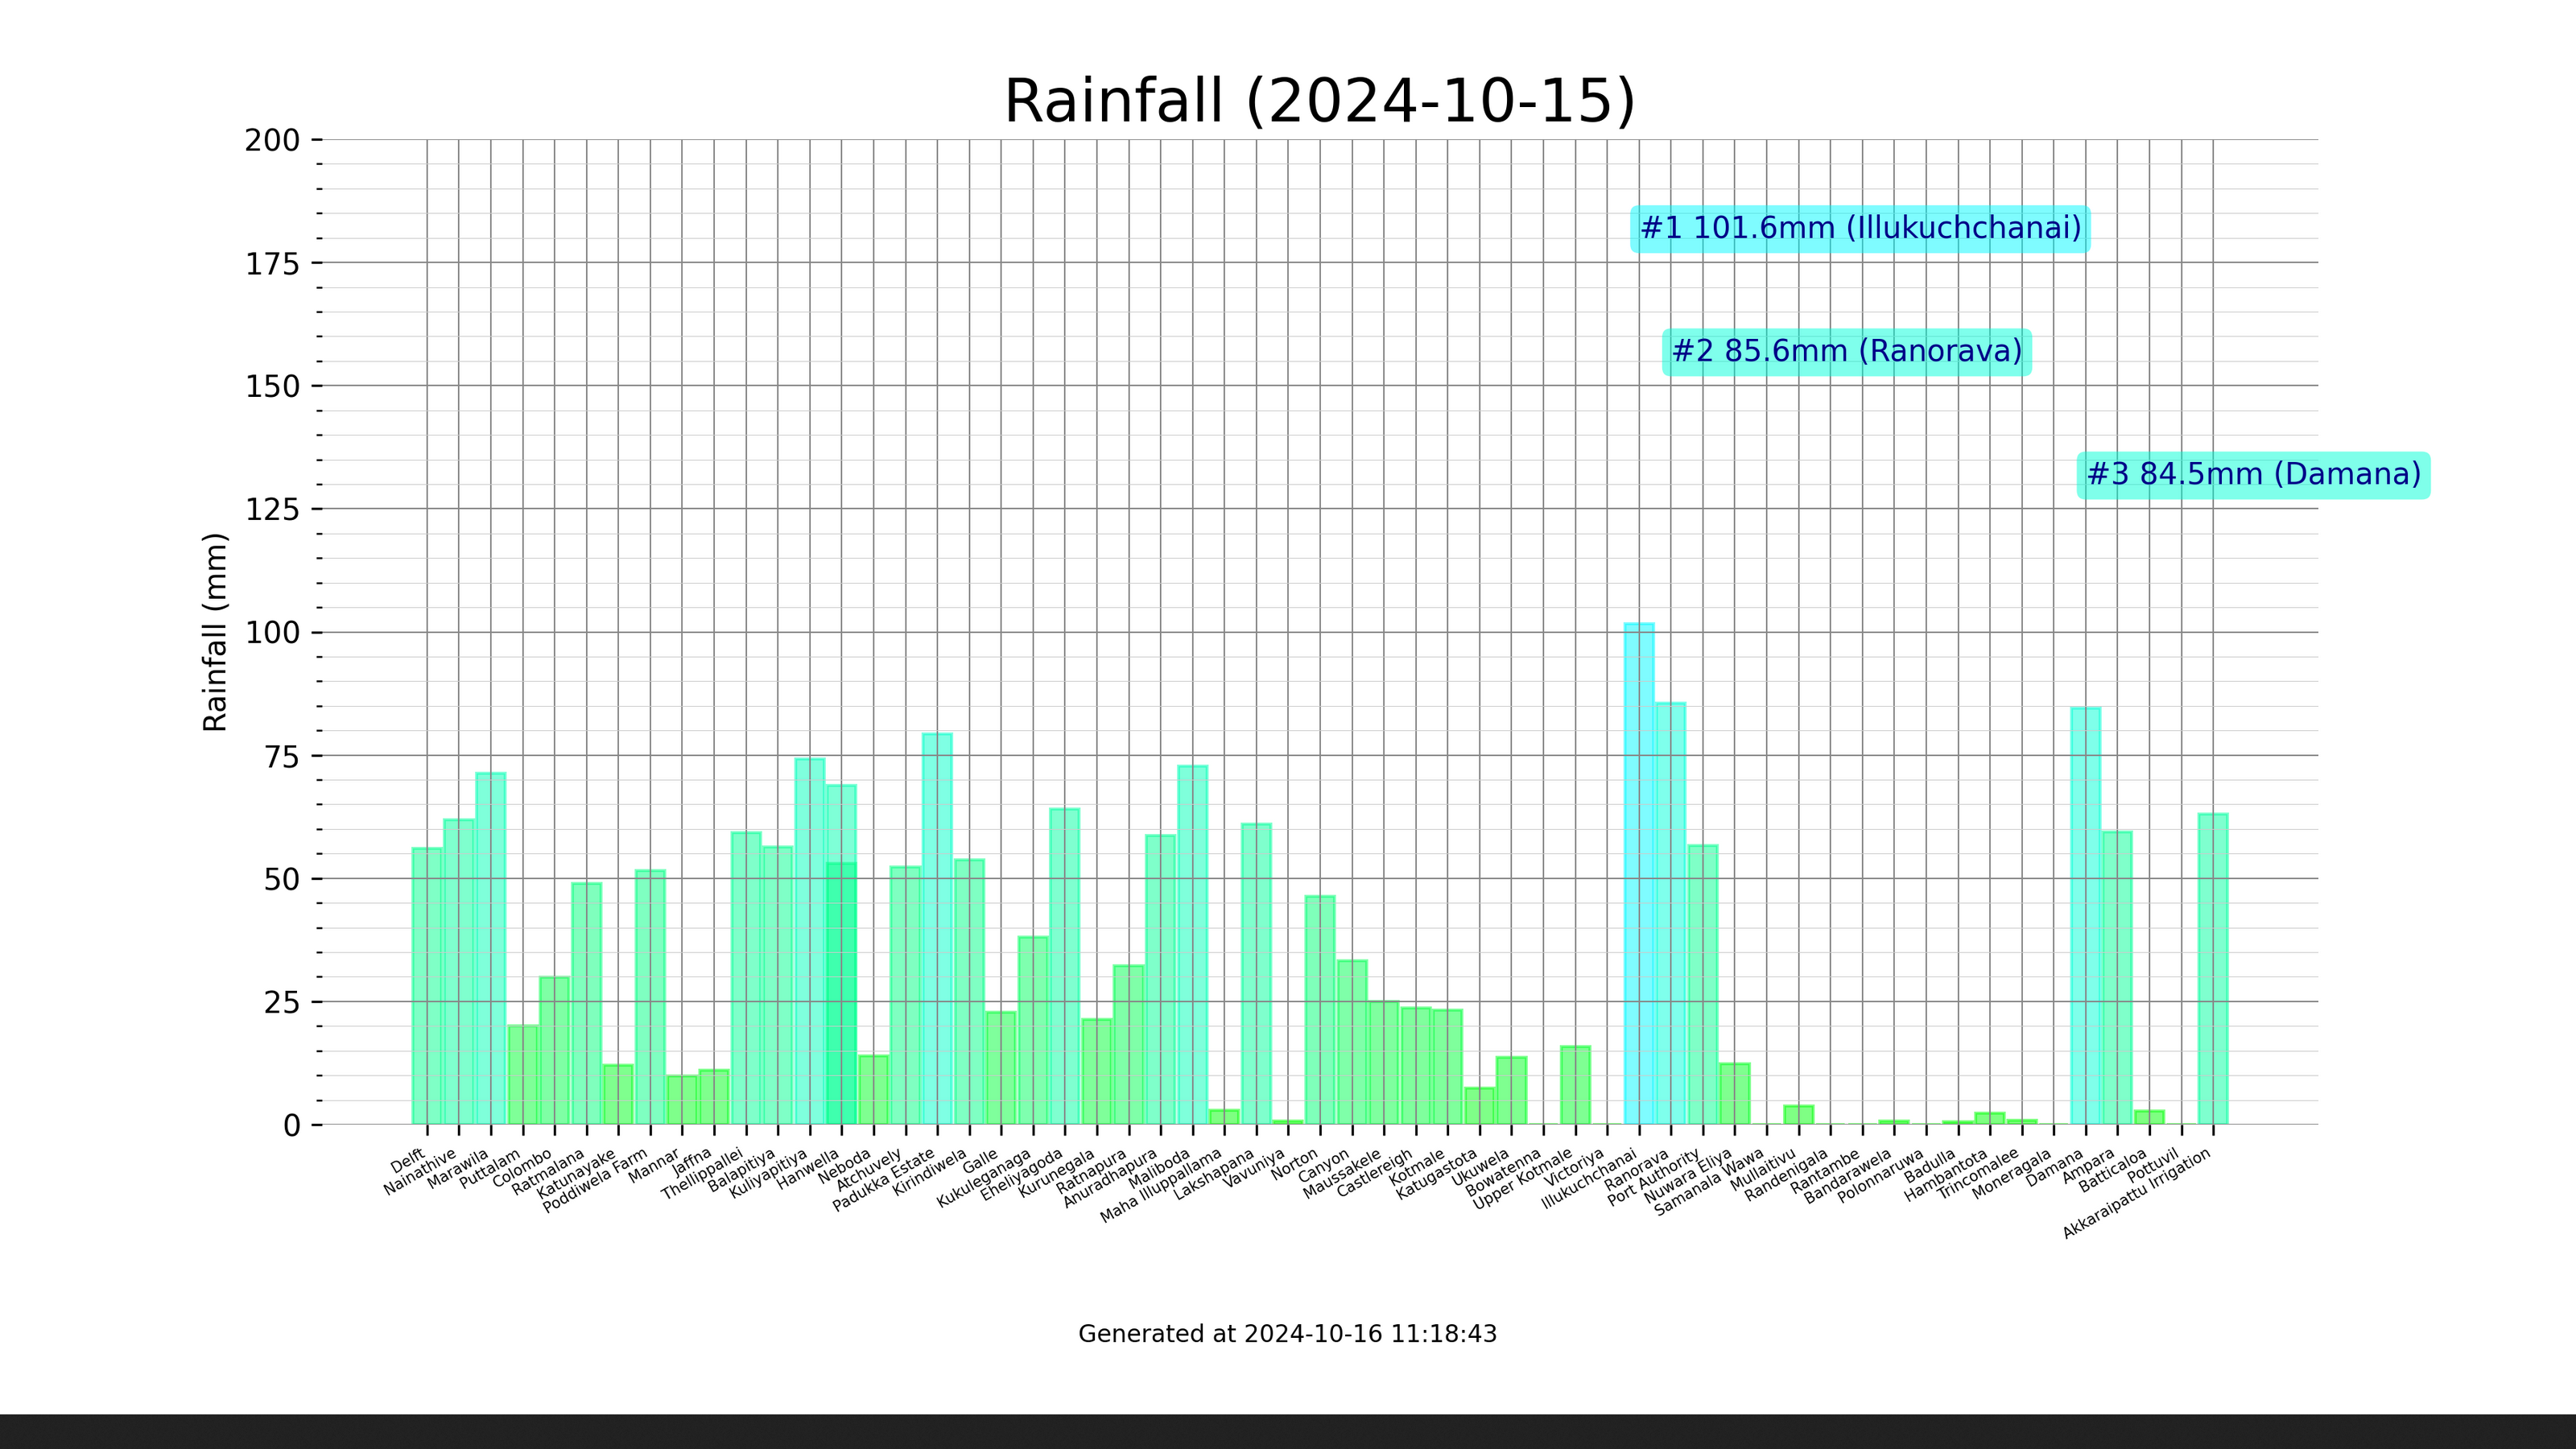 Rainfall (2024-10-15)
200
175
150
125
100
75
50
25
0
Rainfall (mm)
#1 101.6mm (Illukuchchanai)
#2 85.6mm (Ranorava)
#3 84.5mm (Damana)
Delft
Nainathive
Marawila
Puttalam
Colombo
Ratmalana
Katunayake
Poddiwela Farm
Mannar
Jaffna
Thellippallei
Balapitiya
Kuliyapitiya
Hanwella
Neboda
Atchuvely
Padukka Estate
Kirindiwela
Galle
Kukuleganaga
Eheliyagoda
Kurunegala
Ratnapura
Anuradhapura
Maliboda
Maha Illuppallama
Lakshapana
Vavuniya
Norton
Canyon
Maussakele
Castlereigh
Kotmale
Katugastota
Ukuwela
Bowatenna
Upper Kotmale
Victoriya
Illukuchchanai
Ranorava
Port Authority
Nuwara Eliya
Samanala Wawa
Mullaitivu
Randenigala
Rantambe
Bandarawela
Polonnaruwa
Badulla
Hambantota
Trincomalee
Moneragala
Damana
Ampara
Batticaloa
Pottuvil
Akkaraipattu Irrigation
Generated at 2024-10-16 11:18:43